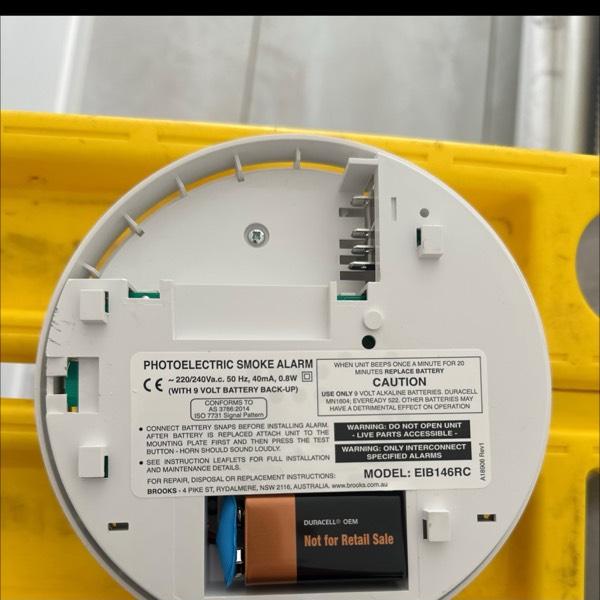 PHOTOELECTRIC SMOKE ALARM
CE ~ 220/240Va.c. 50 Hz, 40mA, 0.8W
(WITH 9 VOLT BATTERY BACK-UP)
CONFORMS TO
AS 3786:2014
ISO 7731 Signal Pattern
• CONNECT BATTERY SNAPS BEFORE INSTALLING ALARM.
AFTER BATTERY IS REPLACED ATTACH UNIT TO THE
MOUNTING PLATE FIRST AND THEN PRESS THE TEST
BUTTON - HORN SHOULD SOUND LOUDLY.
• SEE INSTRUCTION LEAFLETS FOR FULL INSTALLATION
AND MAINTENANCE DETAILS.
FOR REPAIR, DISPOSAL OR REPLACEMENT INSTRUCTIONS:
BROOKS - 4 PIKE ST, RYDALMERE, NSW 2116, AUSTRALIA. www.brooks.com.au
WHEN UNIT BEEPS ONCE A MINUTE FOR 20
MINUTES REPLACE BATTERY
CAUTION
USE ONLY 9 VOLT ALKALINE BATTERIES. DURACELL
MN1604; EVEREADY 522. OTHER BATTERIES MAY
HAVE A DETRIMENTAL EFFECT ON OPERATION
WARNING: DO NOT OPEN UNIT
- LIVE PARTS ACCESSIBLE -
WARNING: ONLY INTERCONNECT
SPECIFIED ALARMS
MODEL: EIB146RC
A18906 Rev1
DURACELL® OEM
Not for Retail Sale